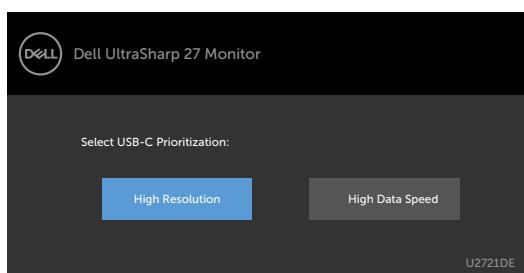 DELL
Dell UltraSharp 27 Monitor
Select USB-C Prioritization:
High Resolution
High Data Speed
U2721DE